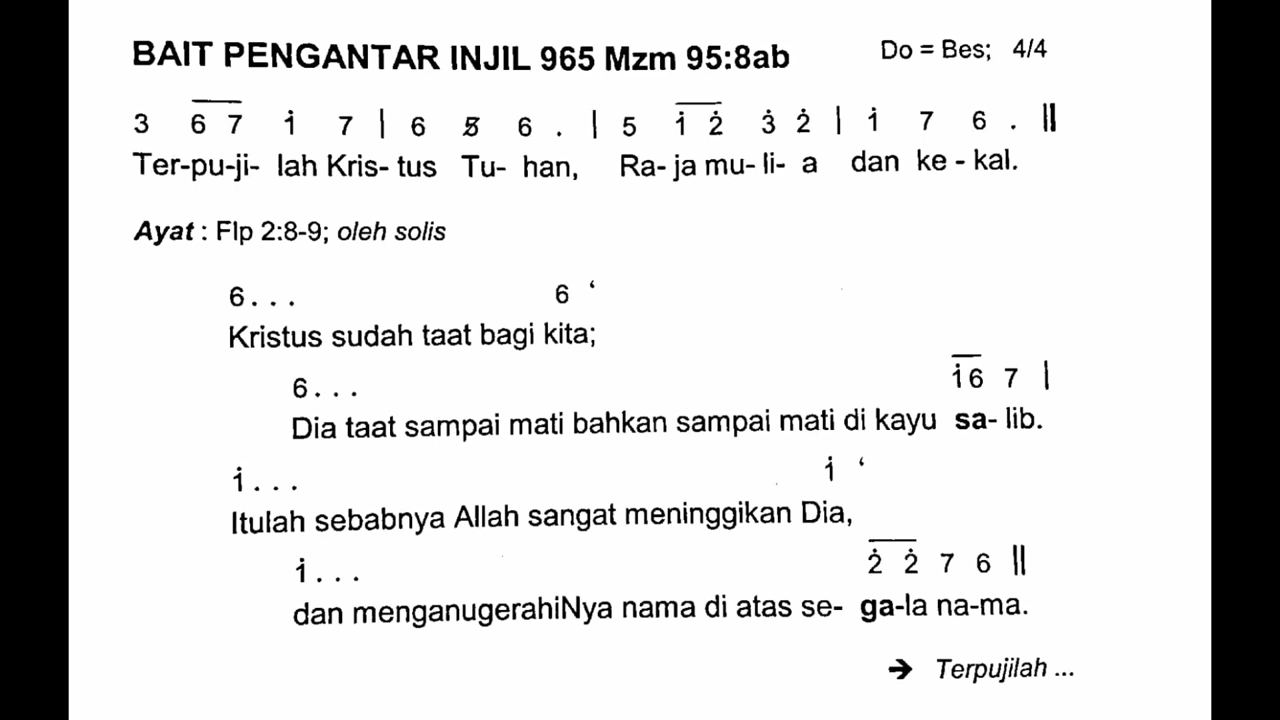 BAIT PENGANTAR INJIL 965 Mzm 95:8ab Do = Bes; 4/4
3 6 7 i 7 | 6 5 6 . | 5 i 2̇ 3̇ 2̇ | i 7 6 . ||
Ter-pu-ji- lah Kris- tus Tu- han, Ra- ja mu- li- a dan ke - kal.
Ayat : Flp 2:8-9; oleh solis
6 . . . 6 ‘
Kristus sudah taat bagi kita;
6 . . . i 6 7 |
Dia taat sampai mati bahkan sampai mati di kayu sa- lib.
i . . . i ‘
Itulah sebabnya Allah sangat meninggikan Dia,
i . . . 2̇ 2̇ 7 6 ||
dan menganugerahiNya nama di atas se- ga-la na-ma.
→ Terpujilah ...